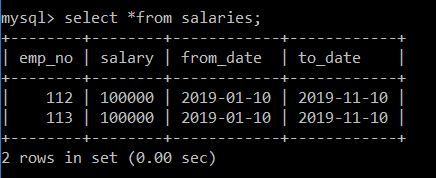 mysql> select *from salaries;
+--------+--------+------------+------------+
| emp_no | salary | from_date  | to_date    |
+--------+--------+------------+------------+
|    112 | 100000 | 2019-01-10 | 2019-11-10 |
|    113 | 100000 | 2019-01-10 | 2019-11-10 |
+--------+--------+------------+------------+
2 rows in set (0.00 sec)